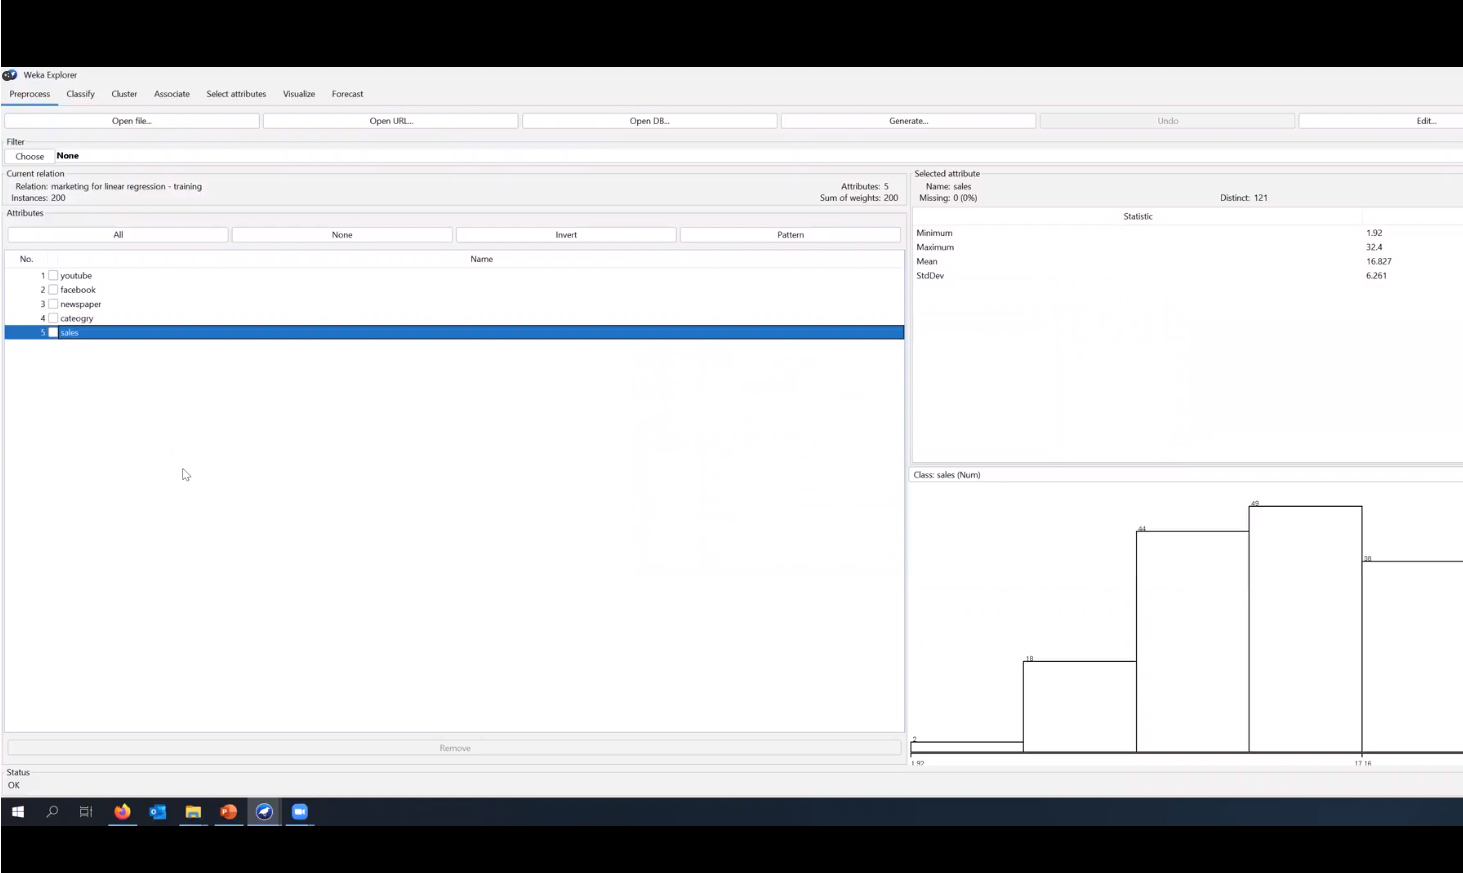 Weka Explorer
Preprocess Classify Cluster Associate Select attributes Visualize Forecast
Open file... Open URL... Open DB... Generate... Undo Edit...
Filter
Choose None
Current relation
Relation: marketing for linear regression - training Attributes: 5
Instances: 200 Sum of weights: 200
Attributes
All None Invert Pattern
No. Name
1 youtube
2 facebook
3 newspaper
4 cateogry
5 sales
Remove
Selected attribute
Name: sales
Missing: 0 (0%) Distinct: 121
Statistic
Minimum 1.92
Maximum 32.4
Mean 16.827
StdDev 6.261
Class: sales (Num)
49
44
38
18
2
1.92 17.16
Status
OK